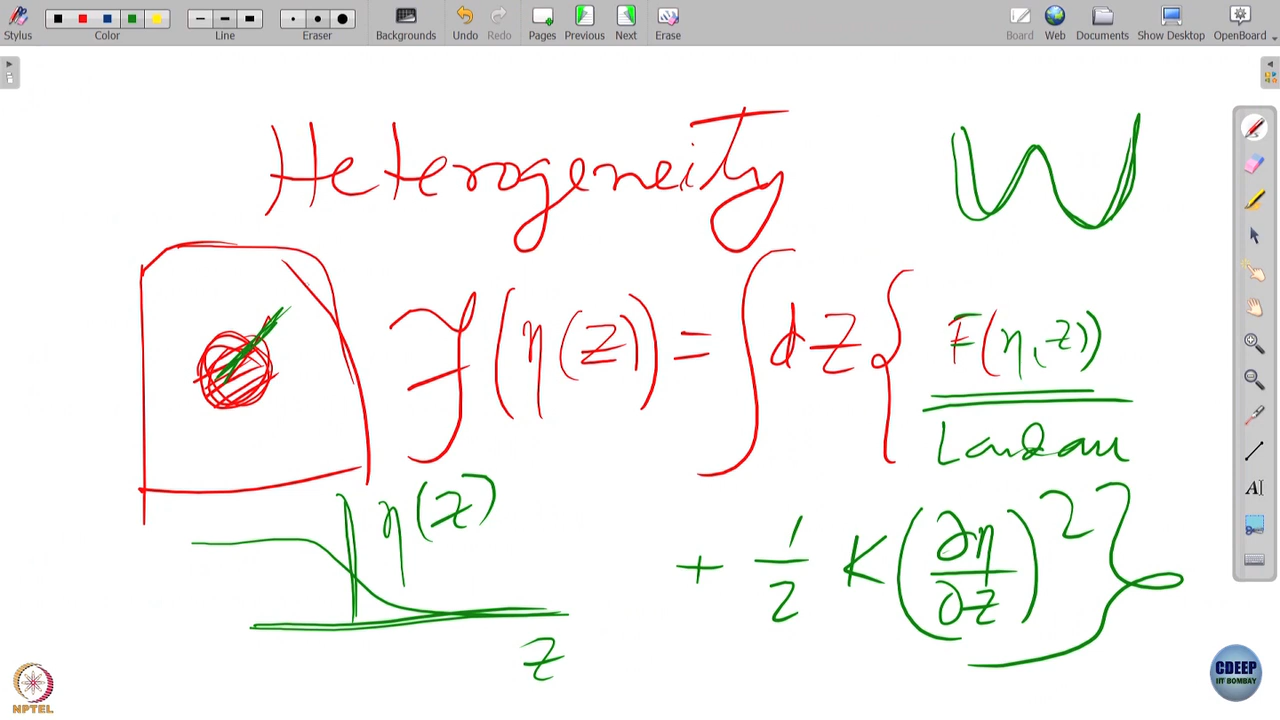 Stylus Color Line Eraser Backgrounds Undo Redo Pages Previous Next Erase Board Web Documents Show Desktop OpenBoard
Heterogeneity
F(η(z)) = ∫dz { F(η,z)
Landau
η(z)
+ 1/2 K(∂η/∂z)² }
z
NPTEL
CDEEP
IIT BOMBAY